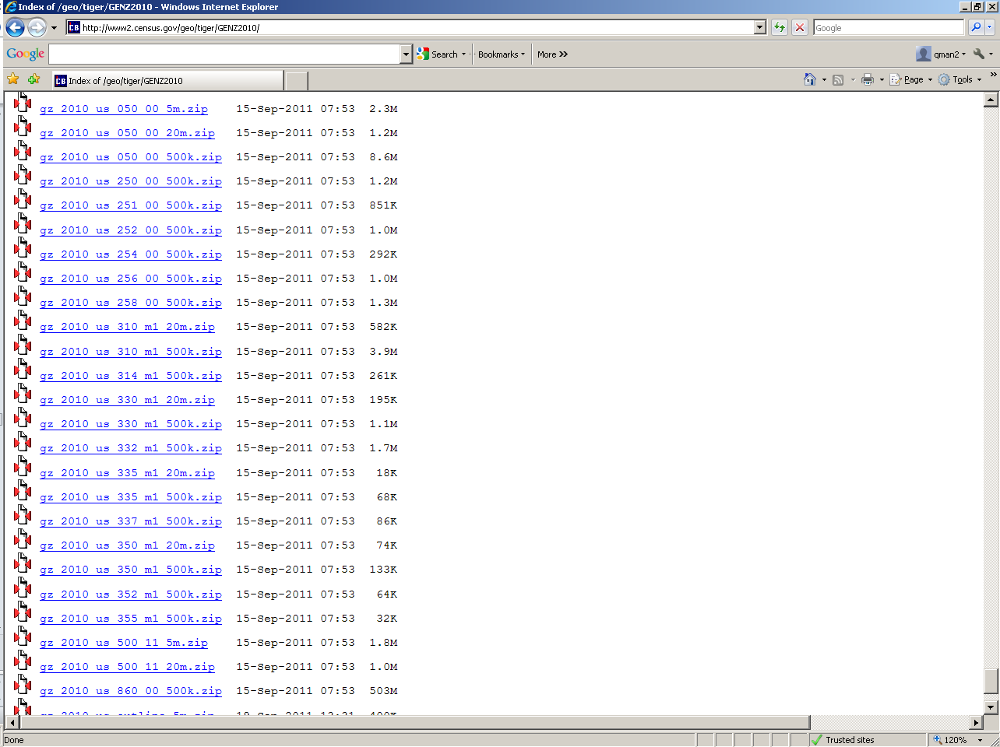 Index of /geo/tiger/GENZ2010 - Windows Internet Explorer
CB http://www2.census.gov/geo/tiger/GENZ2010/ Google
Google Search Bookmarks More >> qman2
CB Index of /geo/tiger/GENZ2010 Page Tools >>
gz_2010_us_050_00_5m.zip 15-Sep-2011 07:53 2.3M
gz_2010_us_050_00_20m.zip 15-Sep-2011 07:53 1.2M
gz_2010_us_050_00_500k.zip 15-Sep-2011 07:53 8.6M
gz_2010_us_250_00_500k.zip 15-Sep-2011 07:53 1.2M
gz_2010_us_251_00_500k.zip 15-Sep-2011 07:53 851K
gz_2010_us_252_00_500k.zip 15-Sep-2011 07:53 1.0M
gz_2010_us_254_00_500k.zip 15-Sep-2011 07:53 292K
gz_2010_us_256_00_500k.zip 15-Sep-2011 07:53 1.0M
gz_2010_us_258_00_500k.zip 15-Sep-2011 07:53 1.3M
gz_2010_us_310_m1_20m.zip 15-Sep-2011 07:53 582K
gz_2010_us_310_m1_500k.zip 15-Sep-2011 07:53 3.9M
gz_2010_us_314_m1_500k.zip 15-Sep-2011 07:53 261K
gz_2010_us_330_m1_20m.zip 15-Sep-2011 07:53 195K
gz_2010_us_330_m1_500k.zip 15-Sep-2011 07:53 1.1M
gz_2010_us_332_m1_500k.zip 15-Sep-2011 07:53 1.7M
gz_2010_us_335_m1_20m.zip 15-Sep-2011 07:53 18K
gz_2010_us_335_m1_500k.zip 15-Sep-2011 07:53 68K
gz_2010_us_337_m1_500k.zip 15-Sep-2011 07:53 86K
gz_2010_us_350_m1_20m.zip 15-Sep-2011 07:53 74K
gz_2010_us_350_m1_500k.zip 15-Sep-2011 07:53 133K
gz_2010_us_352_m1_500k.zip 15-Sep-2011 07:53 64K
gz_2010_us_355_m1_500k.zip 15-Sep-2011 07:53 32K
gz_2010_us_500_11_5m.zip 15-Sep-2011 07:53 1.8M
gz_2010_us_500_11_20m.zip 15-Sep-2011 07:53 1.0M
gz_2010_us_860_00_500k.zip 15-Sep-2011 07:53 503M
Done Trusted sites 120%